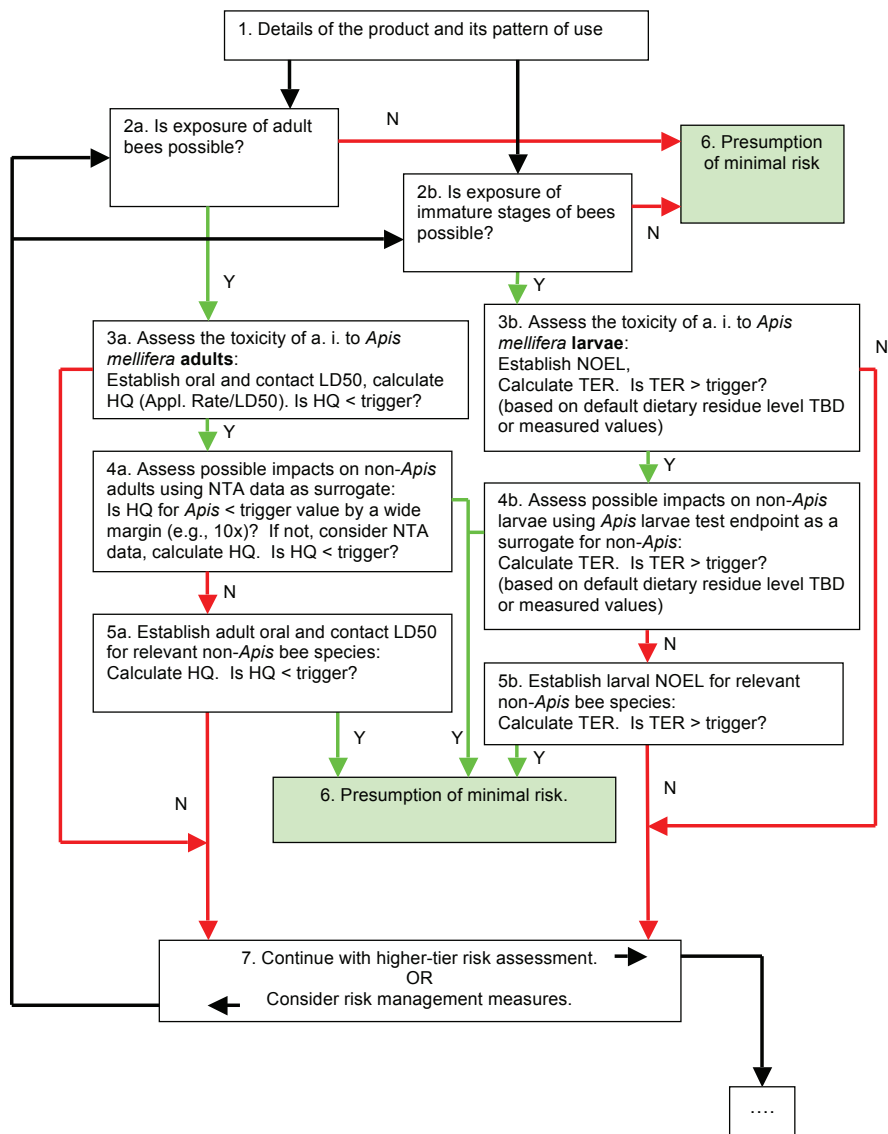 1. Details of the product and its pattern of use
2a. Is exposure of adult
bees possible?
N
6. Presumption
of minimal risk
2b. Is exposure of
immature stages of bees
possible?
N
Y
Y
3a. Assess the toxicity of a. i. to Apis
mellifera adults:
Establish oral and contact LD50, calculate
HQ (Appl. Rate/LD50). Is HQ < trigger?
3b. Assess the toxicity of a. i. to Apis
mellifera larvae:
Establish NOEL,
Calculate TER. Is TER > trigger?
(based on default dietary residue level TBD
or measured values)
N
Y
Y
4a. Assess possible impacts on non-Apis
adults using NTA data as surrogate:
Is HQ for Apis < trigger value by a wide
margin (e.g., 10x)? If not, consider NTA
data, calculate HQ. Is HQ < trigger?
4b. Assess possible impacts on non-Apis
larvae using Apis larvae test endpoint as a
surrogate for non-Apis:
Calculate TER. Is TER > trigger?
(based on default dietary residue level TBD
or measured values)
N
N
5a. Establish adult oral and contact LD50
for relevant non-Apis bee species:
Calculate HQ. Is HQ < trigger?
5b. Establish larval NOEL for relevant
non-Apis bee species:
Calculate TER. Is TER > trigger?
Y
Y
Y
N
N
6. Presumption of minimal risk.
7. Continue with higher-tier risk assessment.
OR
Consider risk management measures.
....